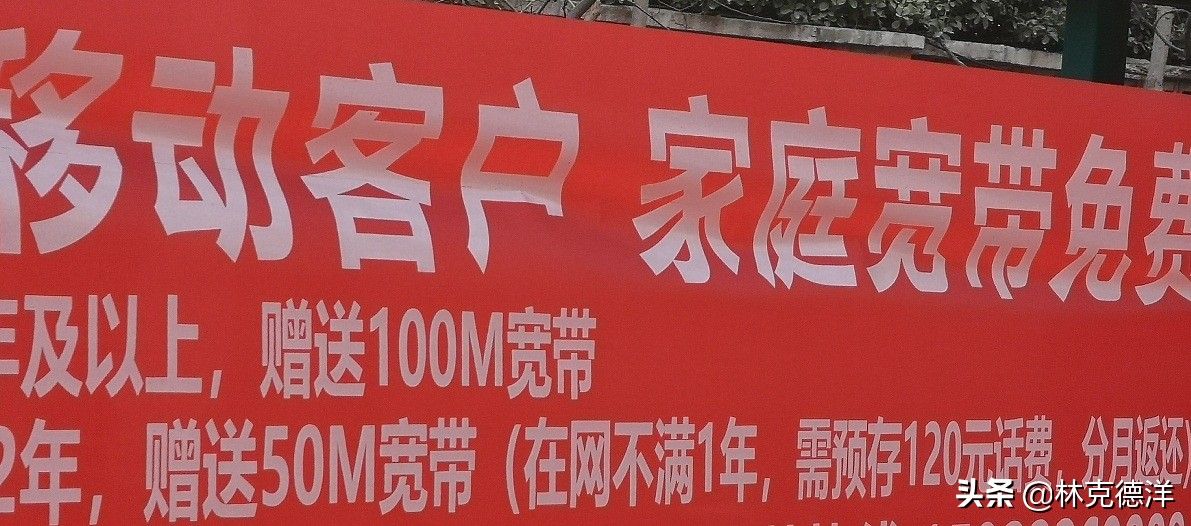 移动客户 家庭宽带免费
年及以上，赠送100M宽带
2年，赠送50M宽带（在网不满1年，需预存120元话费，分月返还）
头条 @林克德洋